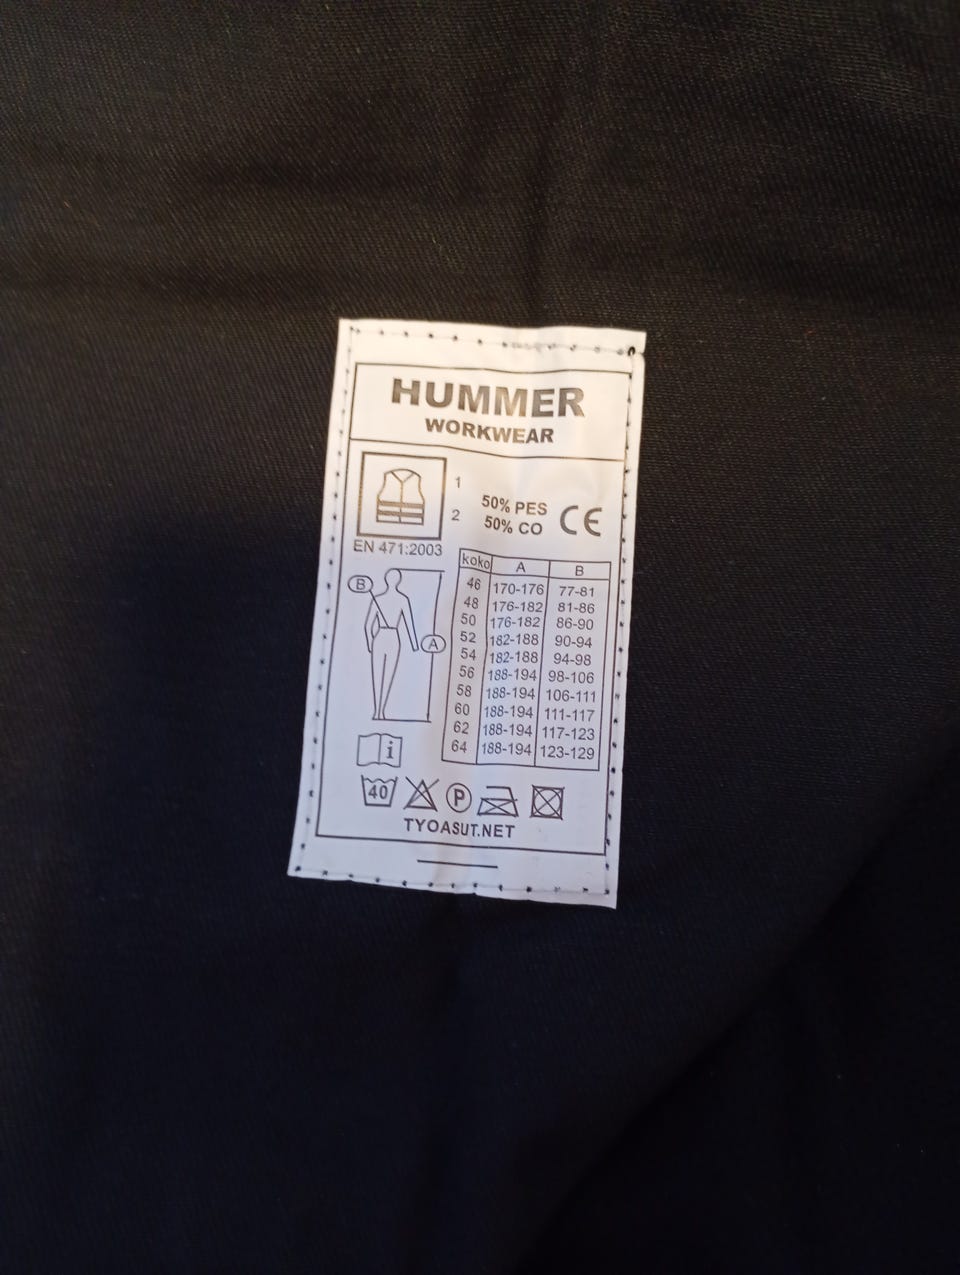 HUMMER
WORKWEAR
1
2
50% PES
50% CO
CE
EN 471:2003
B
A
koko A B
46 170-176 77-81
48 176-182 81-86
50 176-182 86-90
52 182-188 90-94
54 182-188 94-98
56 188-194 98-106
58 188-194 106-111
60 188-194 111-117
62 188-194 117-123
64 188-194 123-129
i
40 P
TYOASUT.NET